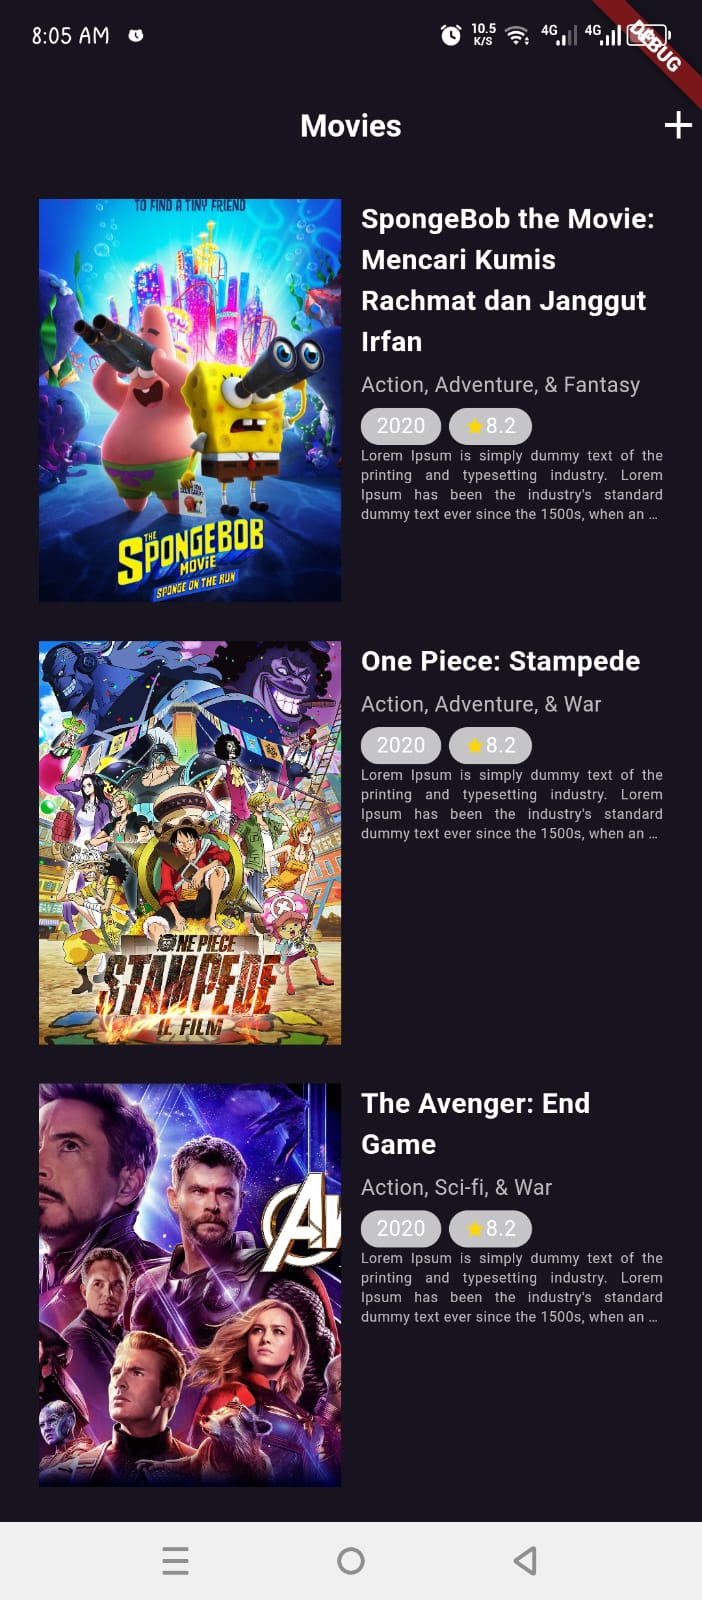 8:05 AM
10.5
K/S
4G
4G
DEBUG
Movies
TO FIND A TINY FRIEND
THE
SPONGEBOB
MOVIE
SPONGE ON THE RUN
SpongeBob the Movie:
Mencari Kumis
Rachmat dan Janggut
Irfan
Action, Adventure, & Fantasy
2020
8.2
Lorem Ipsum is simply dummy text of the
printing and typesetting industry. Lorem
Ipsum has been the industry's standard
dummy text ever since the 1500s, when an …
ONE PIECE
STAMPEDE
IL FILM
One Piece: Stampede
Action, Adventure, & War
2020
8.2
Lorem Ipsum is simply dummy text of the
printing and typesetting industry. Lorem
Ipsum has been the industry's standard
dummy text ever since the 1500s, when an …
The Avenger: End
Game
Action, Sci-fi, & War
2020
8.2
Lorem Ipsum is simply dummy text of the
printing and typesetting industry. Lorem
Ipsum has been the industry's standard
dummy text ever since the 1500s, when an …